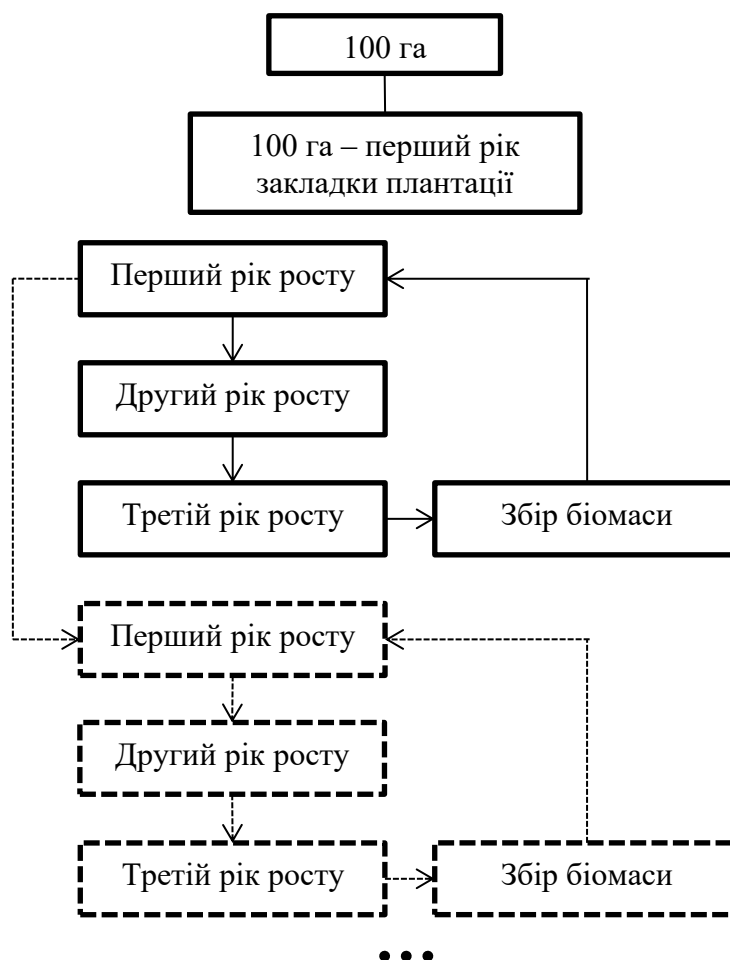 100 га
100 га – перший рік
закладки плантації
Перший рік росту
Другий рік росту
Третій рік росту
Збір біомаси
Перший рік росту
Другий рік росту
Третій рік росту
Збір біомаси
...